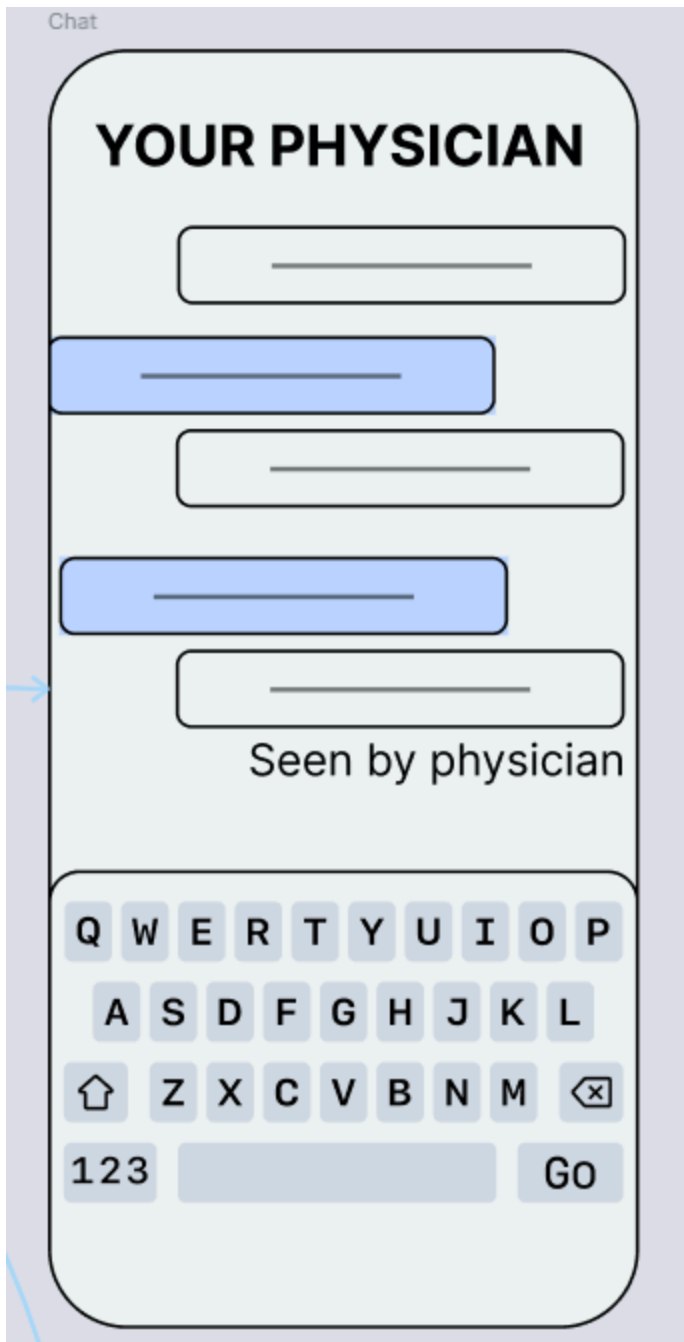 Chat
YOUR PHYSICIAN
Seen by physician
Q W E R T Y U I O P
A S D F G H J K L
Z X C V B N M
123 Go